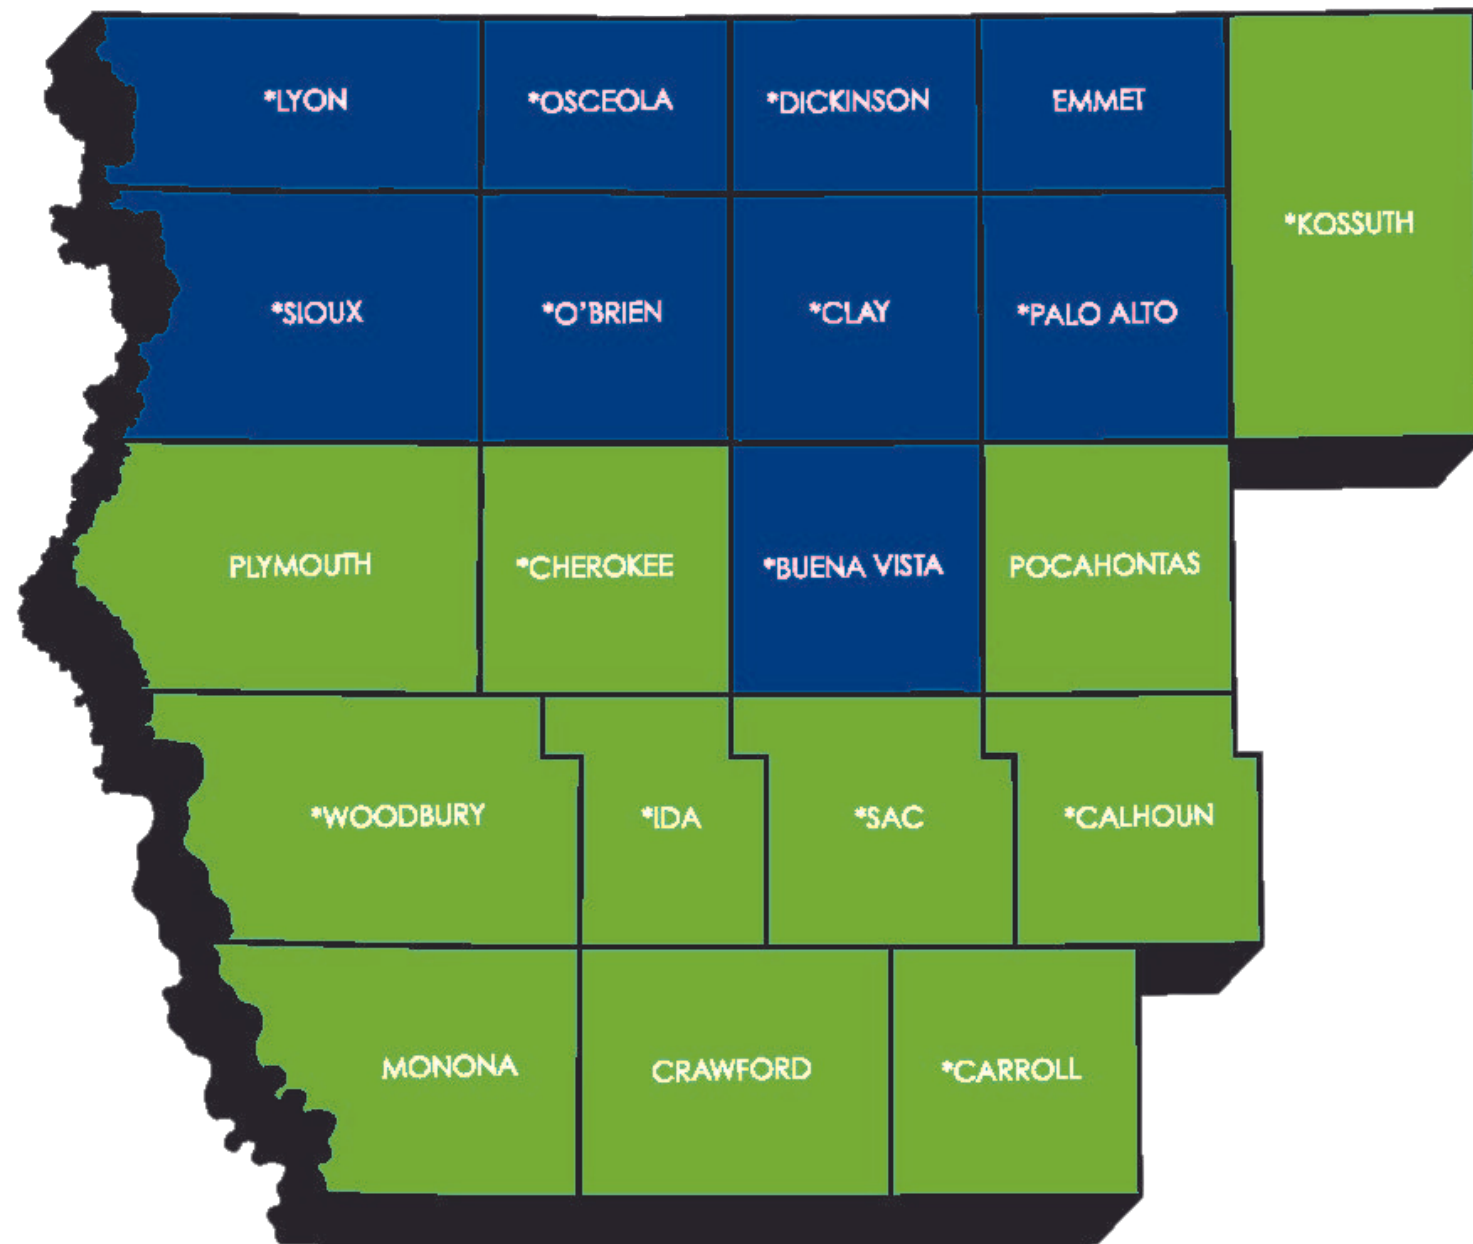 *LYON
*OSCEOLA
*DICKINSON
EMMET
*KOSSUTH
*SIOUX
*O'BRIEN
*CLAY
*PALO ALTO
PLYMOUTH
*CHEROKEE
*BUENA VISTA
POCAHONTAS
*WOODBURY
*IDA
*SAC
*CALHOUN
MONONA
CRAWFORD
*CARROLL